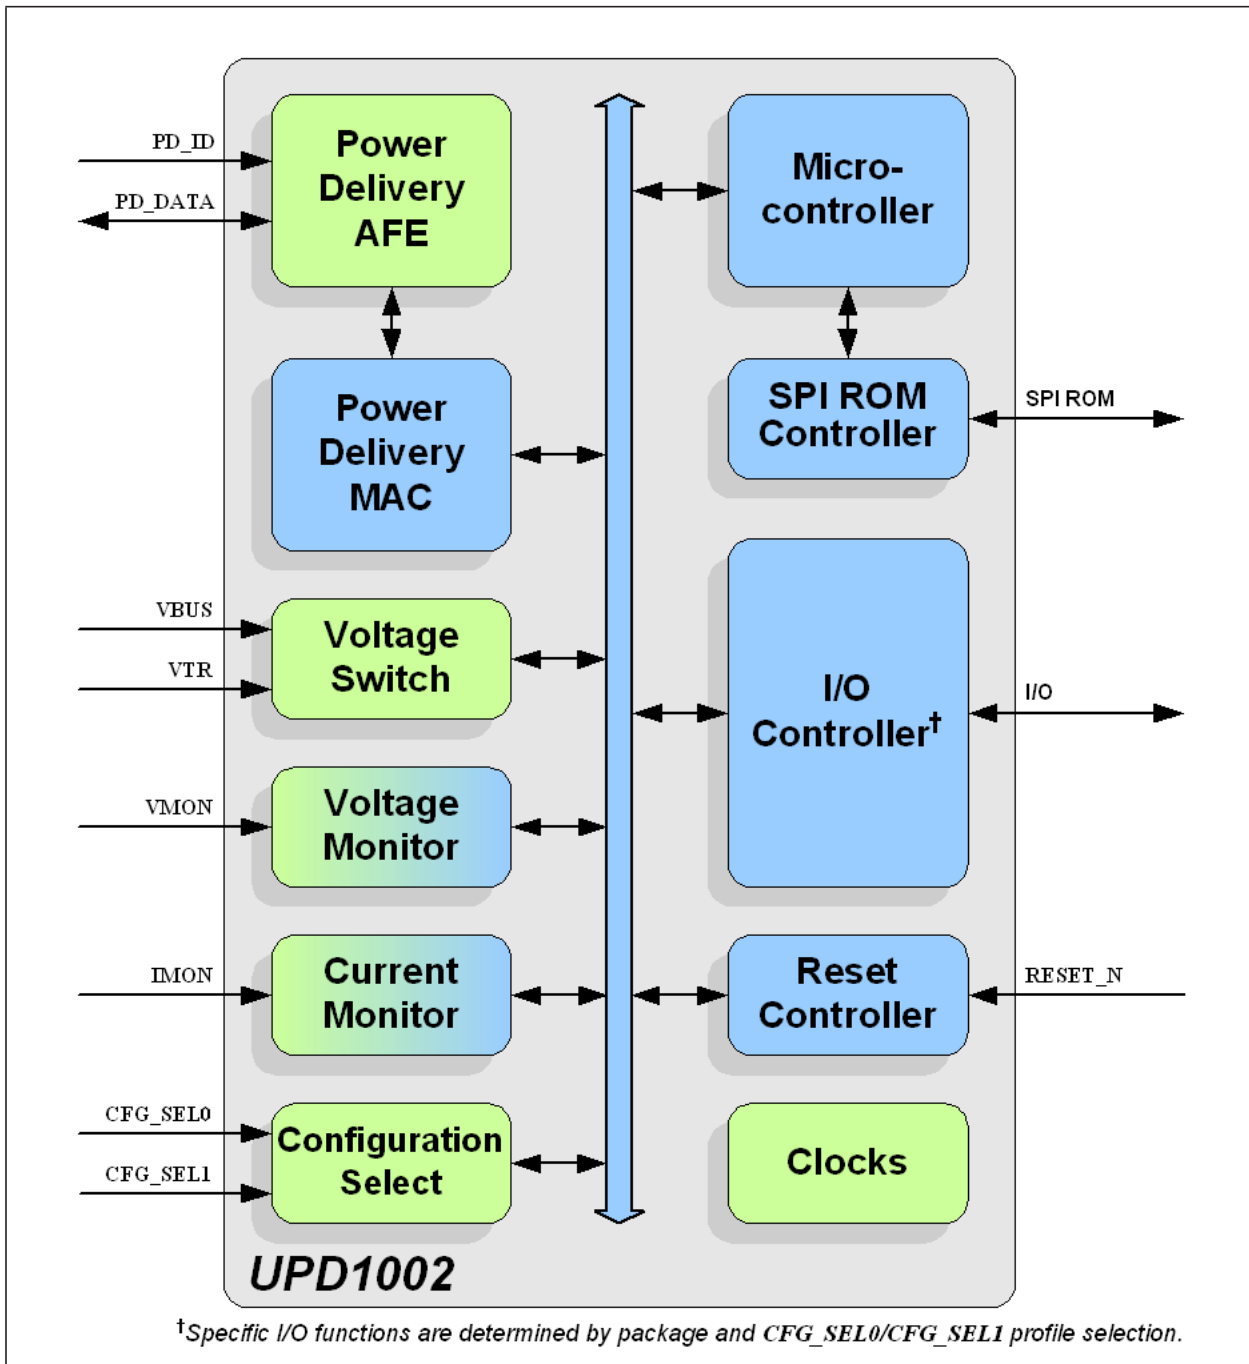 PD_ID
PD_DATA
Power
Delivery
AFE
Micro-
controller
Power
Delivery
MAC
SPI ROM
Controller
SPI ROM
VBUS
VTR
Voltage
Switch
I/O
Controller†
I/O
VMON
Voltage
Monitor
IMON
Current
Monitor
Reset
Controller
RESET_N
CFG_SEL0
CFG_SEL1
Configuration
Select
Clocks
UPD1002
†Specific I/O functions are determined by package and CFG_SEL0/CFG_SEL1 profile selection.